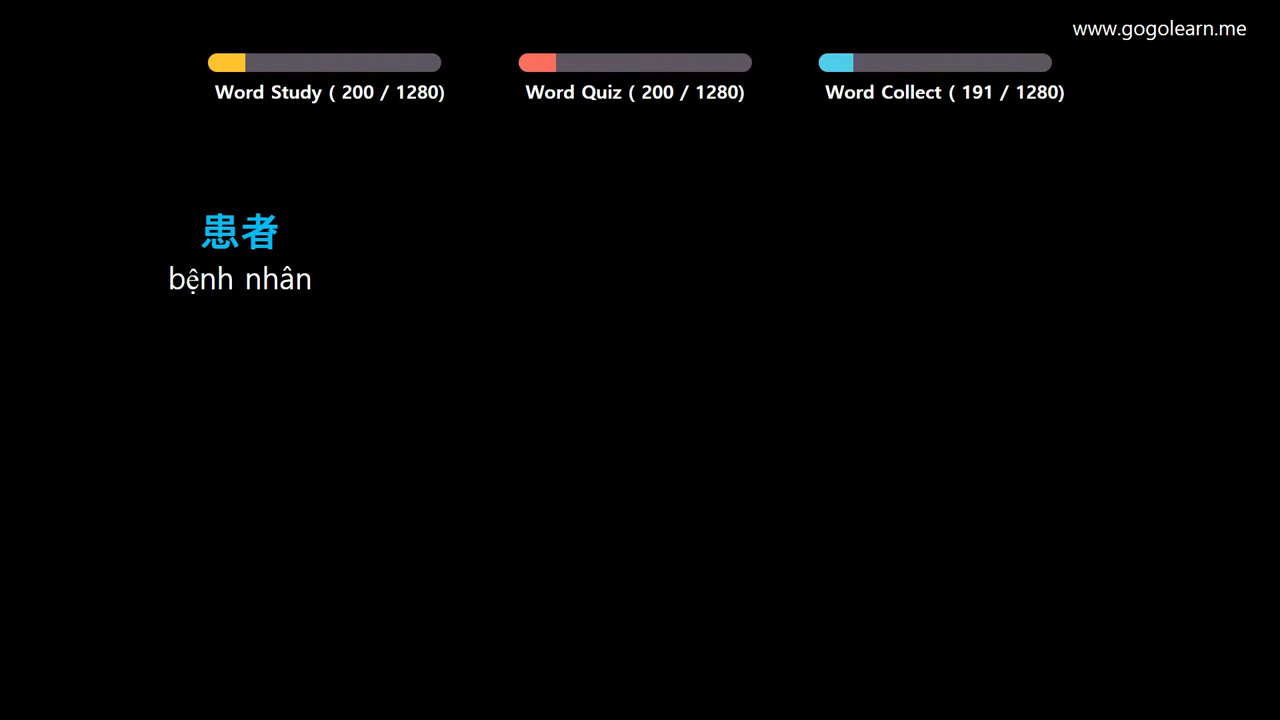 www.gogolearn.me
Word Study ( 200 / 1280)
Word Quiz ( 200 / 1280)
Word Collect ( 191 / 1280)
患者
bệnh nhân